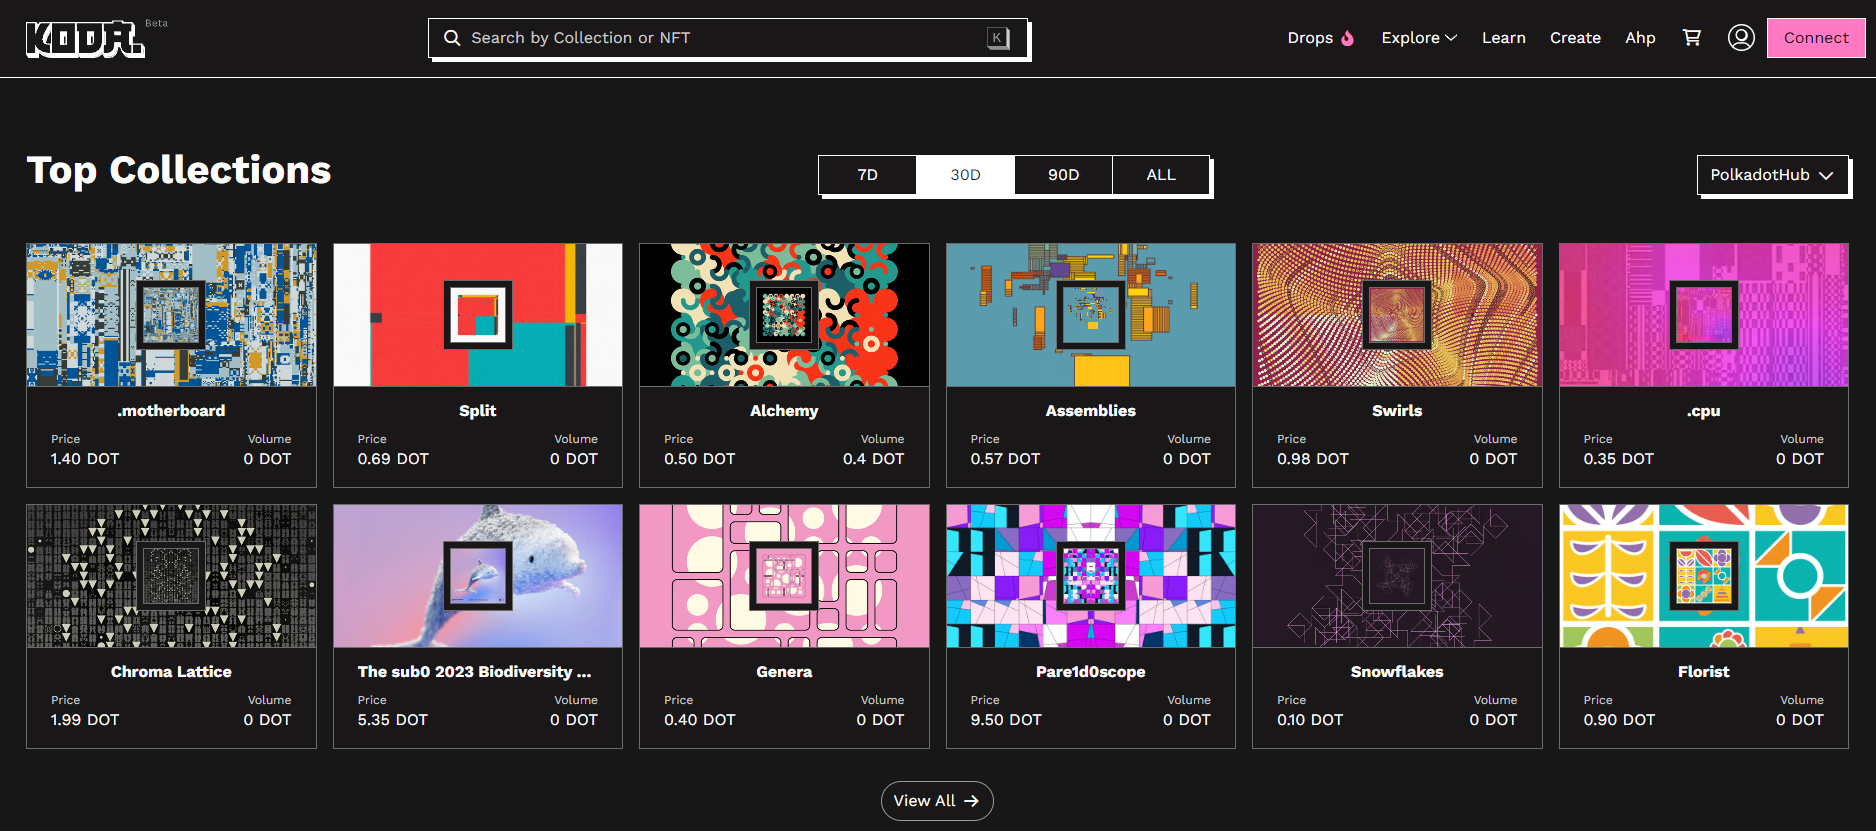 KODA. Beta
Search by Collection or NFT K
Drops Explore Learn Create Ahp Connect
Top Collections
7D 30D 90D ALL
PolkadotHub
.motherboard
Price Volume
1.40 DOT 0 DOT
Split
Price Volume
0.69 DOT 0 DOT
Alchemy
Price Volume
0.50 DOT 0.4 DOT
Assemblies
Price Volume
0.57 DOT 0 DOT
Swirls
Price Volume
0.98 DOT 0 DOT
.cpu
Price Volume
0.35 DOT 0 DOT
Chroma Lattice
Price Volume
1.99 DOT 0 DOT
The sub0 2023 Biodiversity ...
Price Volume
5.35 DOT 0 DOT
Genera
Price Volume
0.40 DOT 0 DOT
Pare1d0scope
Price Volume
9.50 DOT 0 DOT
Snowflakes
Price Volume
0.10 DOT 0 DOT
Florist
Price Volume
0.90 DOT 0 DOT
View All